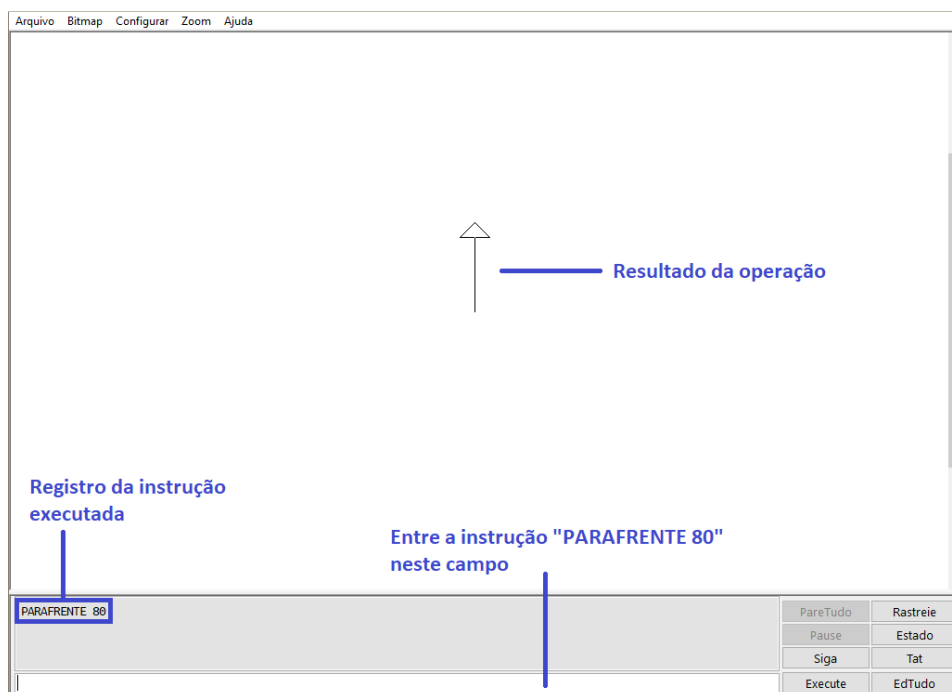 Arquivo Bitmap Configurar Zoom Ajuda
Resultado da operação
Registro da instrução
executada
Entre a instrução "PARAFRENTE 80"
neste campo
PARAFRENTE 80
PareTudo Rastreie
Pause Estado
Siga Tat
Execute EdTudo